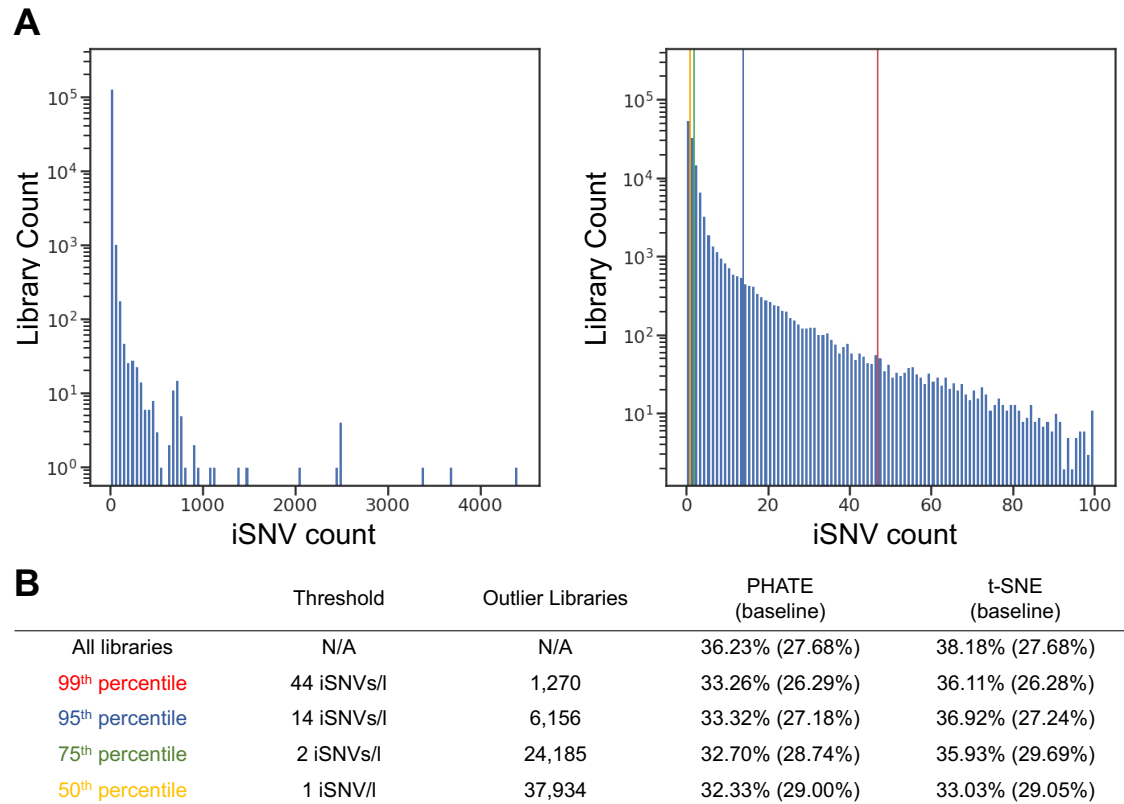 A
Library Count
10^5
10^4
10^3
10^2
10^1
10^0
0 1000 2000 3000 4000
iSNV count
Library Count
10^5
10^4
10^3
10^2
10^1
0 20 40 60 80 100
iSNV count
B
Threshold Outlier Libraries PHATE (baseline) t-SNE (baseline)
All libraries N/A N/A 36.23% (27.68%) 38.18% (27.68%)
99th percentile 44 iSNVs/l 1,270 33.26% (26.29%) 36.11% (26.28%)
95th percentile 14 iSNVs/l 6,156 33.32% (27.18%) 36.92% (27.24%)
75th percentile 2 iSNVs/l 24,185 32.70% (28.74%) 35.93% (29.69%)
50th percentile 1 iSNV/l 37,934 32.33% (29.00%) 33.03% (29.05%)